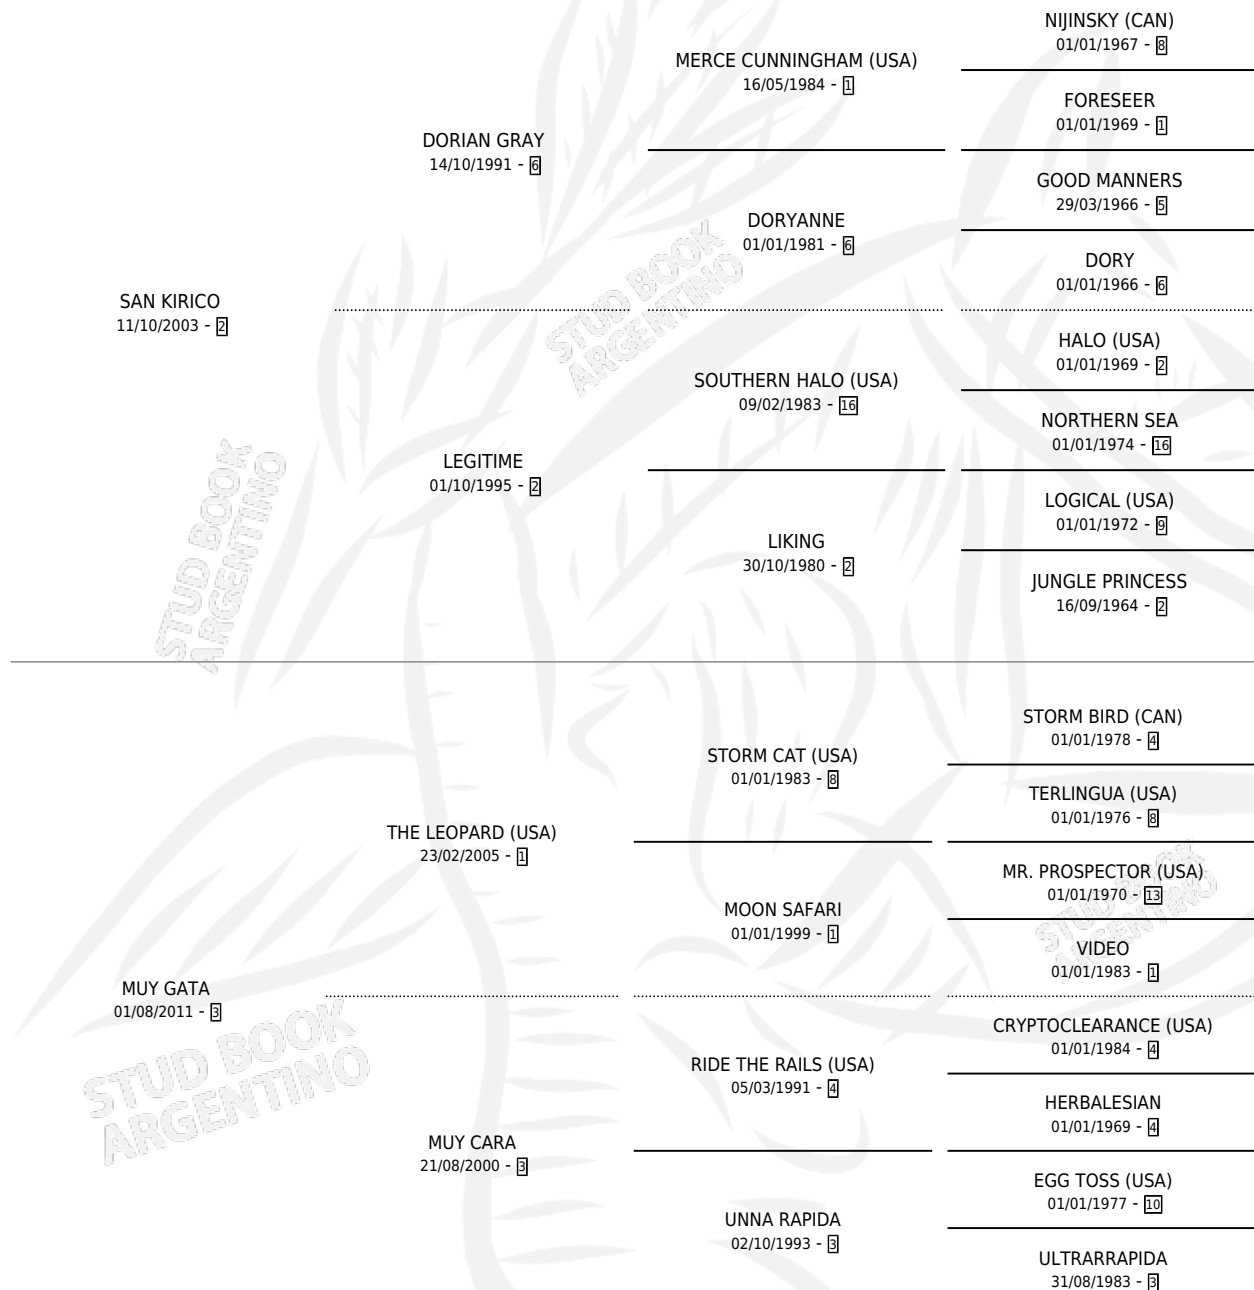 NIJINSKY (CAN)
01/01/1967 - 8
MERCE CUNNINGHAM (USA)
16/05/1984 - 1
FORESEER
01/01/1969 - 1
DORIAN GRAY
14/10/1991 - 6
GOOD MANNERS
29/03/1966 - 5
DORYANNE
01/01/1981 - 6
DORY
01/01/1966 - 6
SAN KIRICO
11/10/2003 - 2
HALO (USA)
01/01/1969 - 2
SOUTHERN HALO (USA)
09/02/1983 - 16
NORTHERN SEA
01/01/1974 - 16
LEGITIME
01/10/1995 - 2
LOGICAL (USA)
01/01/1972 - 9
LIKING
30/10/1980 - 2
JUNGLE PRINCESS
16/09/1964 - 2
STORM BIRD (CAN)
01/01/1978 - 4
STORM CAT (USA)
01/01/1983 - 8
TERLINGUA (USA)
01/01/1976 - 8
THE LEOPARD (USA)
23/02/2005 - 1
MR. PROSPECTOR (USA)
01/01/1970 - 13
MOON SAFARI
01/01/1999 - 1
VIDEO
01/01/1983 - 1
MUY GATA
01/08/2011 - 3
CRYPTOCLEARANCE (USA)
01/01/1984 - 4
RIDE THE RAILS (USA)
05/03/1991 - 4
HERBALESIAN
01/01/1969 - 4
MUY CARA
21/08/2000 - 3
EGG TOSS (USA)
01/01/1977 - 10
UNNA RAPIDA
02/10/1993 - 3
ULTRARRAPIDA
31/08/1983 - 3
STUD BOOK
ARGENTINO
STUD BOOK
ARGENTINO
STUD BOOK
ARGENTINO
STUD BOOK
ARGENTINO